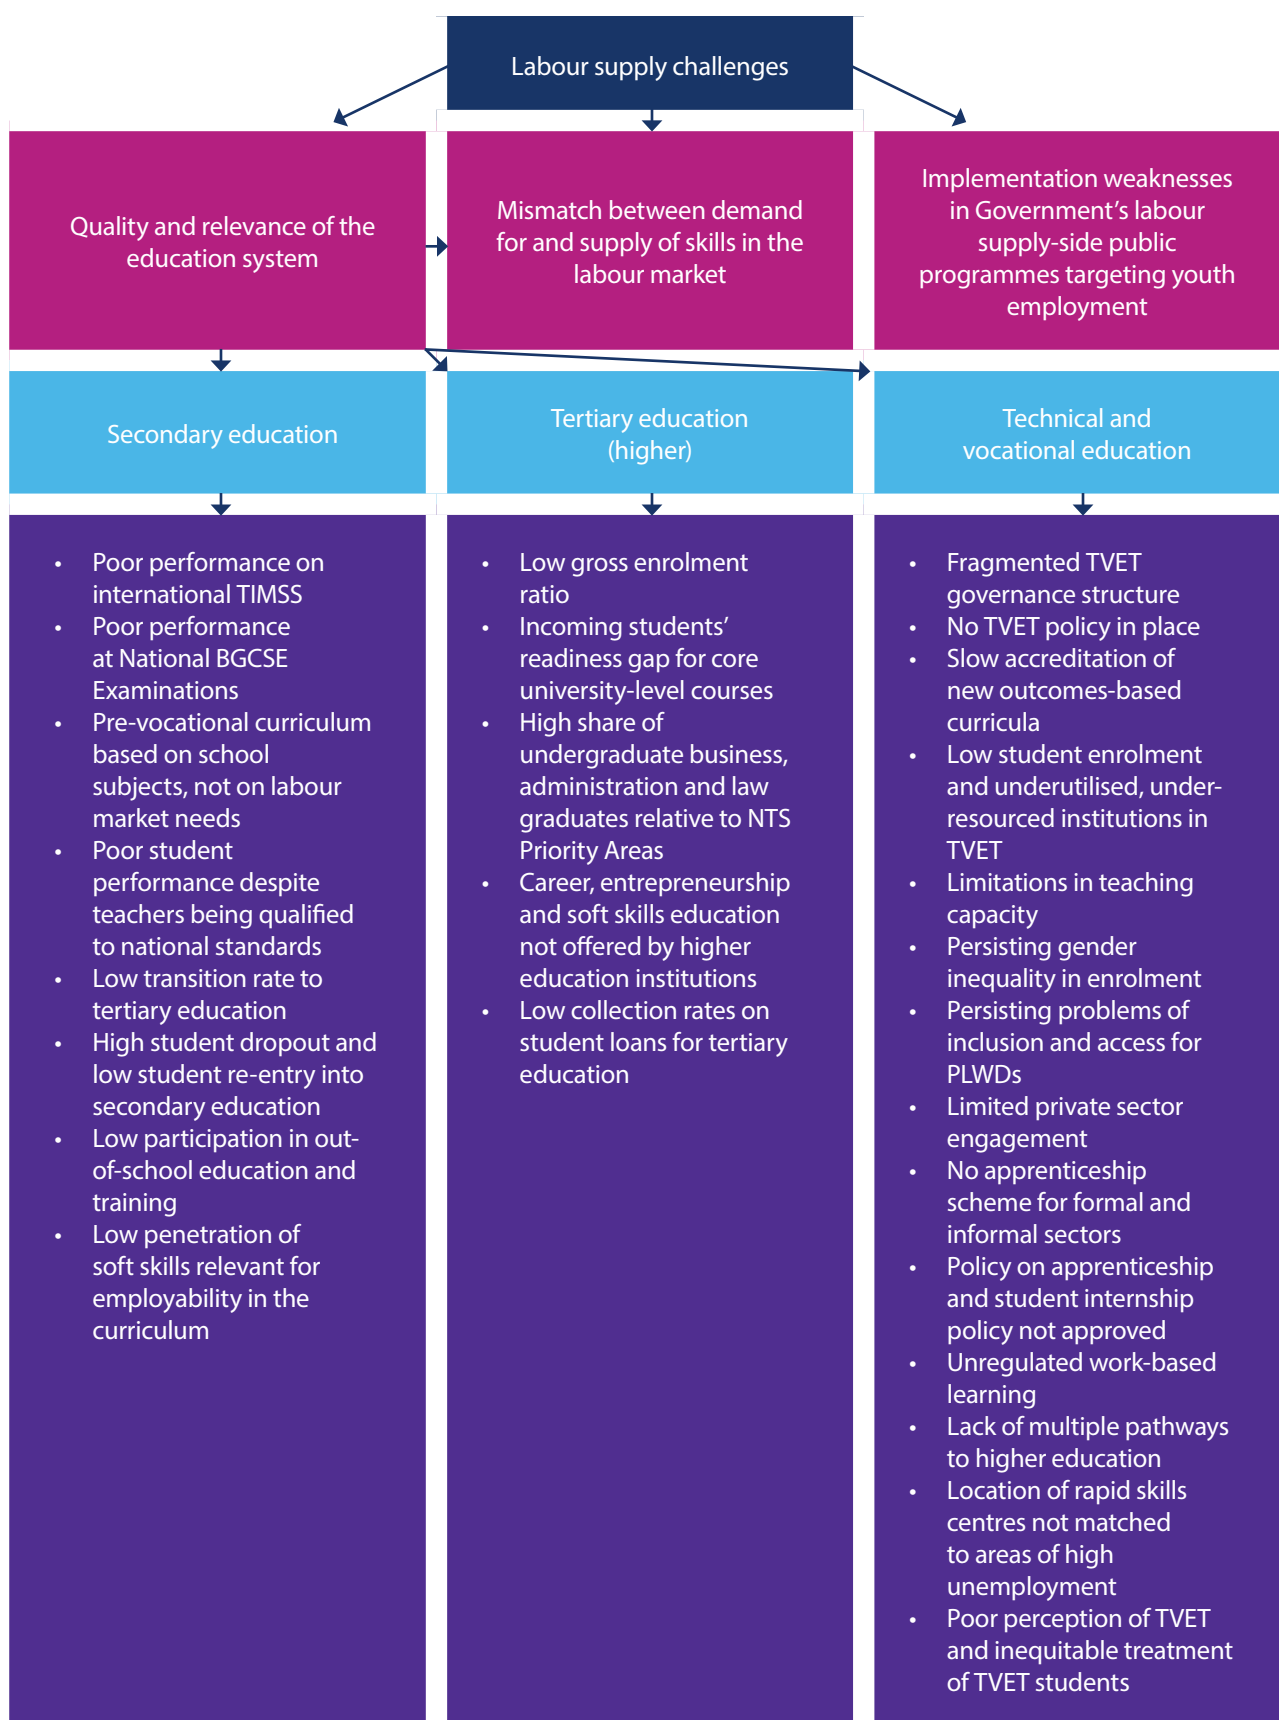 Labour supply challenges
Quality and relevance of the
education system
Mismatch between demand
for and supply of skills in the
labour market
Implementation weaknesses
in Government's labour
supply-side public
programmes targeting youth
employment
Secondary education
Tertiary education
(higher)
Technical and
vocational education
• Poor performance on
international TIMSS
• Poor performance
at National BGCSE
Examinations
• Pre-vocational curriculum
based on school
subjects, not on labour
market needs
• Poor student
performance despite
teachers being qualified
to national standards
• Low transition rate to
tertiary education
• High student dropout and
low student re-entry into
secondary education
• Low participation in out-
of-school education and
training
• Low penetration of
soft skills relevant for
employability in the
curriculum
• Low gross enrolment
ratio
• Incoming students'
readiness gap for core
university-level courses
• High share of
undergraduate business,
administration and law
graduates relative to NTS
Priority Areas
• Career, entrepreneurship
and soft skills education
not offered by higher
education institutions
• Low collection rates on
student loans for tertiary
education
• Fragmented TVET
governance structure
• No TVET policy in place
• Slow accreditation of
new outcomes-based
curricula
• Low student enrolment
and underutilised, under-
resourced institutions in
TVET
• Limitations in teaching
capacity
• Persisting gender
inequality in enrolment
• Persisting problems of
inclusion and access for
PLWDs
• Limited private sector
engagement
• No apprenticeship
scheme for formal and
informal sectors
• Policy on apprenticeship
and student internship
policy not approved
• Unregulated work-based
learning
• Lack of multiple pathways
to higher education
• Location of rapid skills
centres not matched
to areas of high
unemployment
• Poor perception of TVET
and inequitable treatment
of TVET students